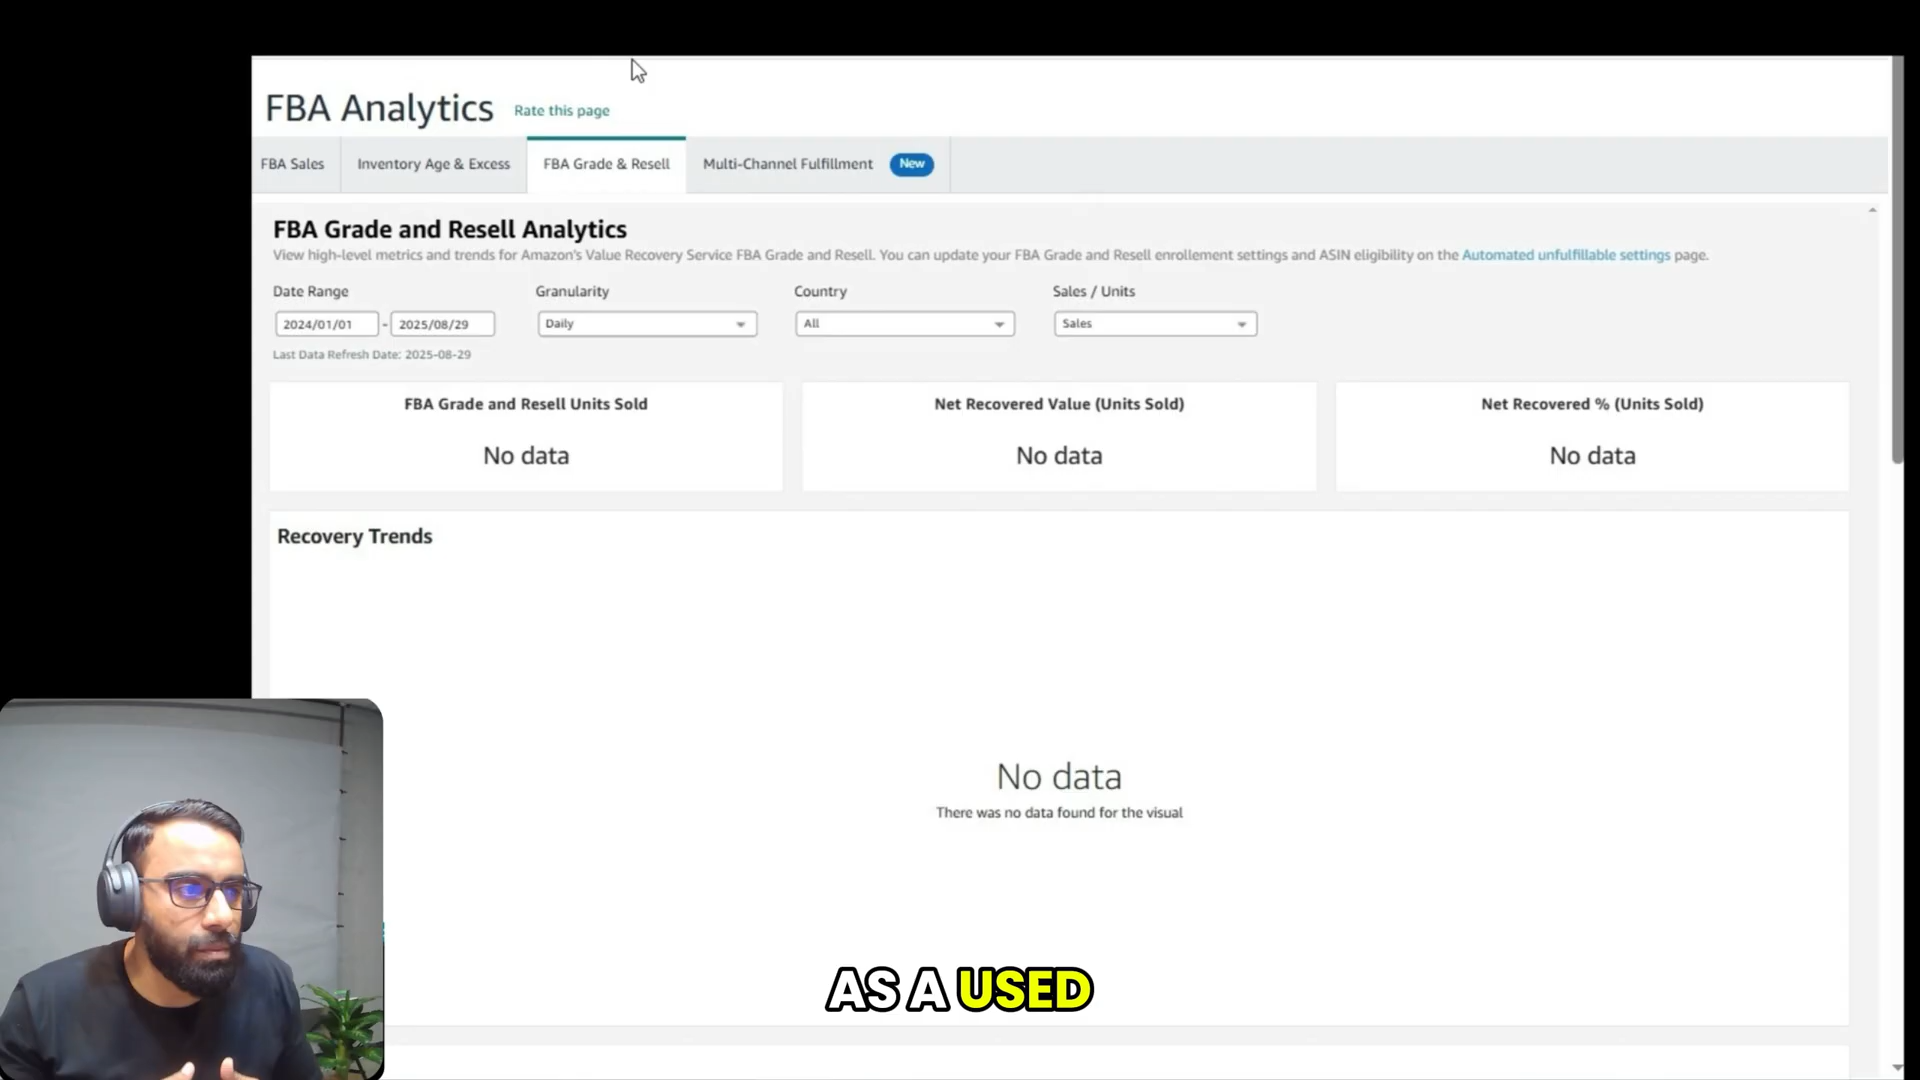 FBA Analytics Rate this page
FBA Sales Inventory Age & Excess FBA Grade & Resell Multi-Channel Fulfillment New
FBA Grade and Resell Analytics
View high-level metrics and trends for Amazon's Value Recovery Service FBA Grade and Resell. You can update your FBA Grade and Resell enrollement settings and ASIN eligibility on the Automated unfulfillable settings page.
Date Range Granularity Country Sales / Units
2024/01/01 - 2025/08/29 Daily All Sales
Last Data Refresh Date: 2025-08-29
FBA Grade and Resell Units Sold Net Recovered Value (Units Sold) Net Recovered % (Units Sold)
No data No data No data
Recovery Trends
No data
There was no data found for the visual
AS A USED